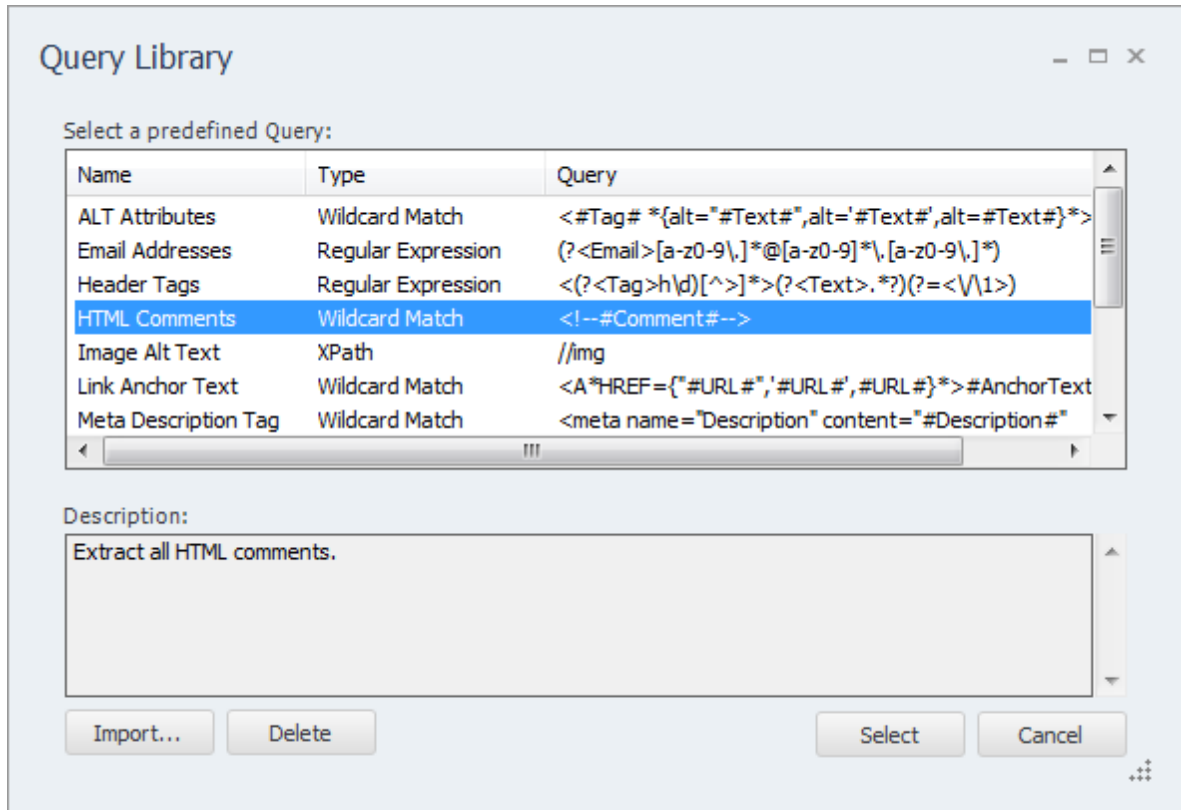 Query Library
Select a predefined Query:
Name Type Query
ALT Attributes Wildcard Match <#Tag# *{alt="#Text#",alt='#Text#',alt=#Text#}*>
Email Addresses Regular Expression (?<Email>[a-z0-9\.]*@[a-z0-9]*\.[a-z0-9\.]*)
Header Tags Regular Expression <(?<Tag>h\d)[^>]*>(?<Text>.*?)(?=<\/\1>)
HTML Comments Wildcard Match <!--#Comment#-->
Image Alt Text XPath //img
Link Anchor Text Wildcard Match <A*HREF={"#URL#",'#URL#',#URL#}*>#AnchorText
Meta Description Tag Wildcard Match <meta name="Description" content="#Description#"
Description:
Extract all HTML comments.
Import... Delete Select Cancel